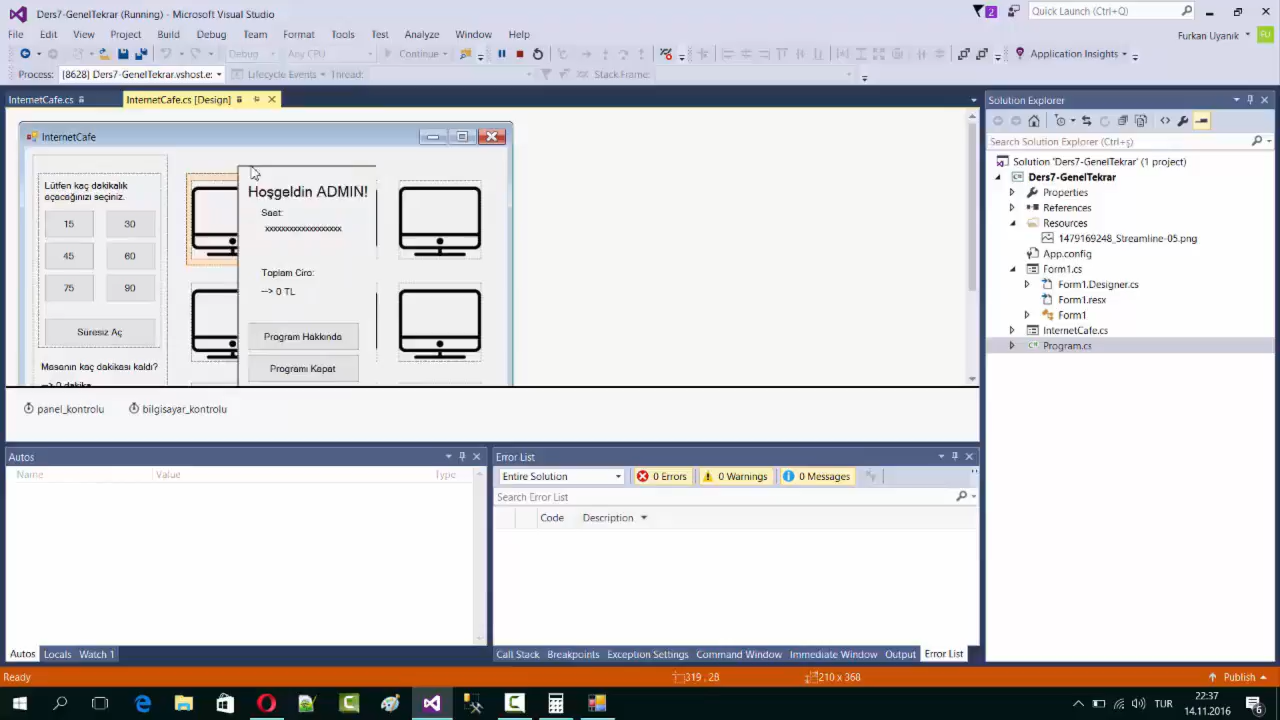 Ders7-GenelTekrar (Running) - Microsoft Visual Studio
2
Quick Launch (Ctrl+Q)
File Edit View Project Build Debug Team Format Tools Test Analyze Window Help
Furkan Uyanik
FU
Debug Any CPU Continue Application Insights
Process: [8628] Ders7-GenelTekrar.vshost.e: Lifecycle Events Thread: Stack Frame:
InternetCafe.cs InternetCafe.cs [Design]
Solution Explorer
InternetCafe
Search Solution Explorer (Ctrl+ş)
Solution 'Ders7-GenelTekrar' (1 project)
Ders7-GenelTekrar
Properties
References
Resources
1479169248_Streamline-05.png
App.config
Form1.cs
Form1.Designer.cs
Form1.resx
Form1
InternetCafe.cs
Program.cs
Lütfen kaç dakikalık
açacağınızı seçiniz.
15 30
45 60
75 90
Süresiz Aç
Masanın kaç dakikası kaldı?
--> 0 dakika
Hoşgeldin ADMIN!
Saat:
xxxxxxxxxxxxxxxxxx
Toplam Ciro:
--> 0 TL
Program Hakkında
Programı Kapat
panel_kontrolu bilgisayar_kontrolu
Autos
Name Value Type
Error List
Entire Solution 0 Errors 0 Warnings 0 Messages
Search Error List
Code Description
Autos Locals Watch 1
Call Stack Breakpoints Exception Settings Command Window Immediate Window Output Error List
Ready 319 , 28 210 x 368 Publish
TUR
22:37
14.11.2016
6